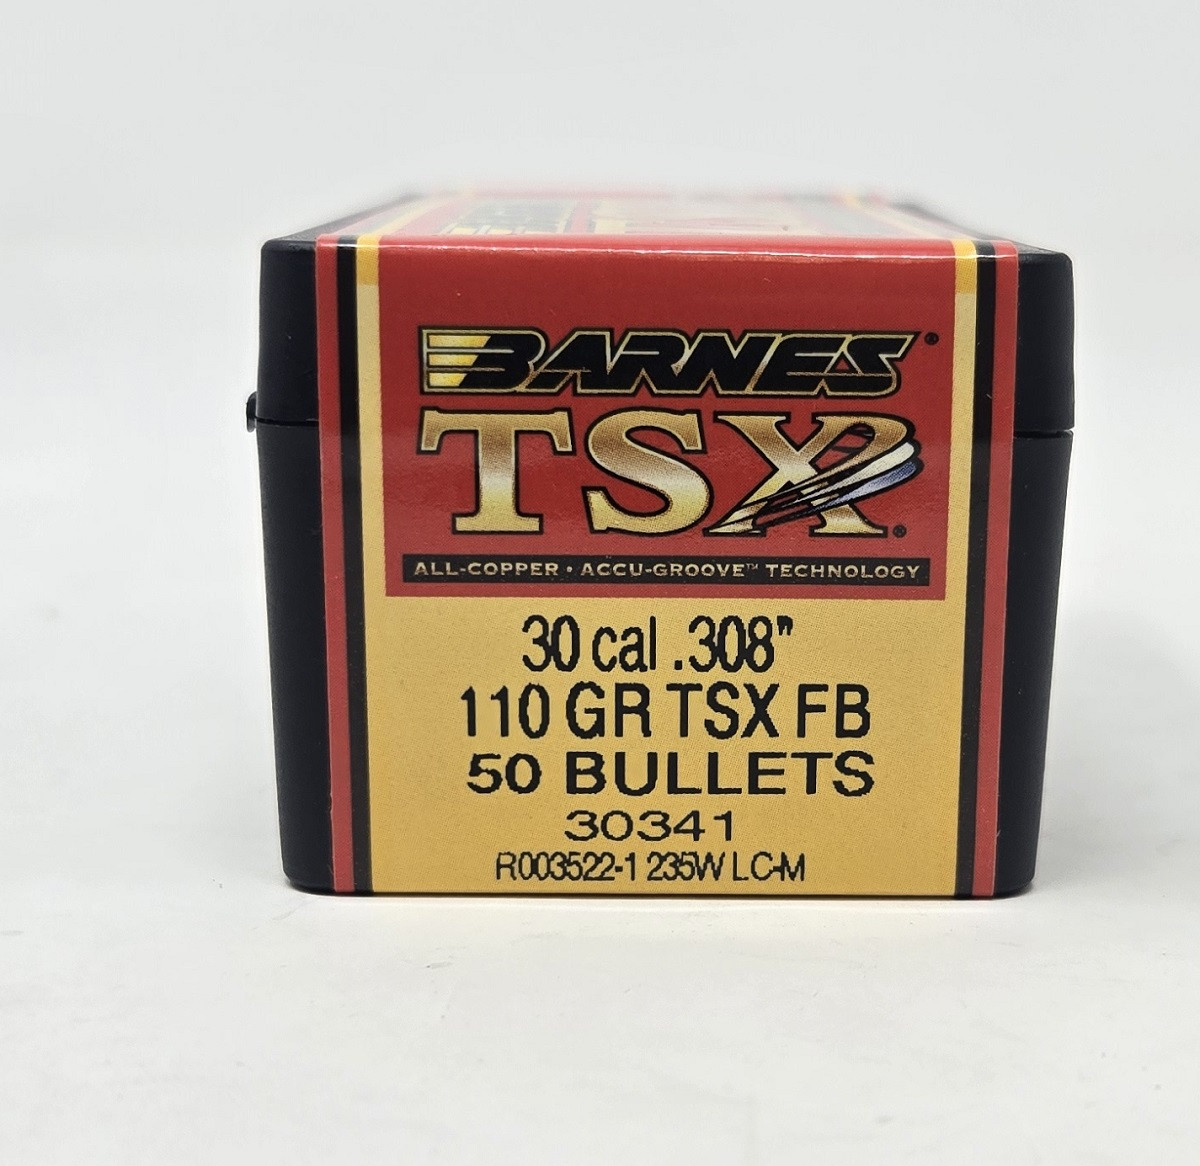 BARNES®
TSX®
ALL-COPPER • ACCU-GROOVE™ TECHNOLOGY
30 cal .308"
110 GR TSX FB
50 BULLETS
30341
R003522-1 235W LC-M